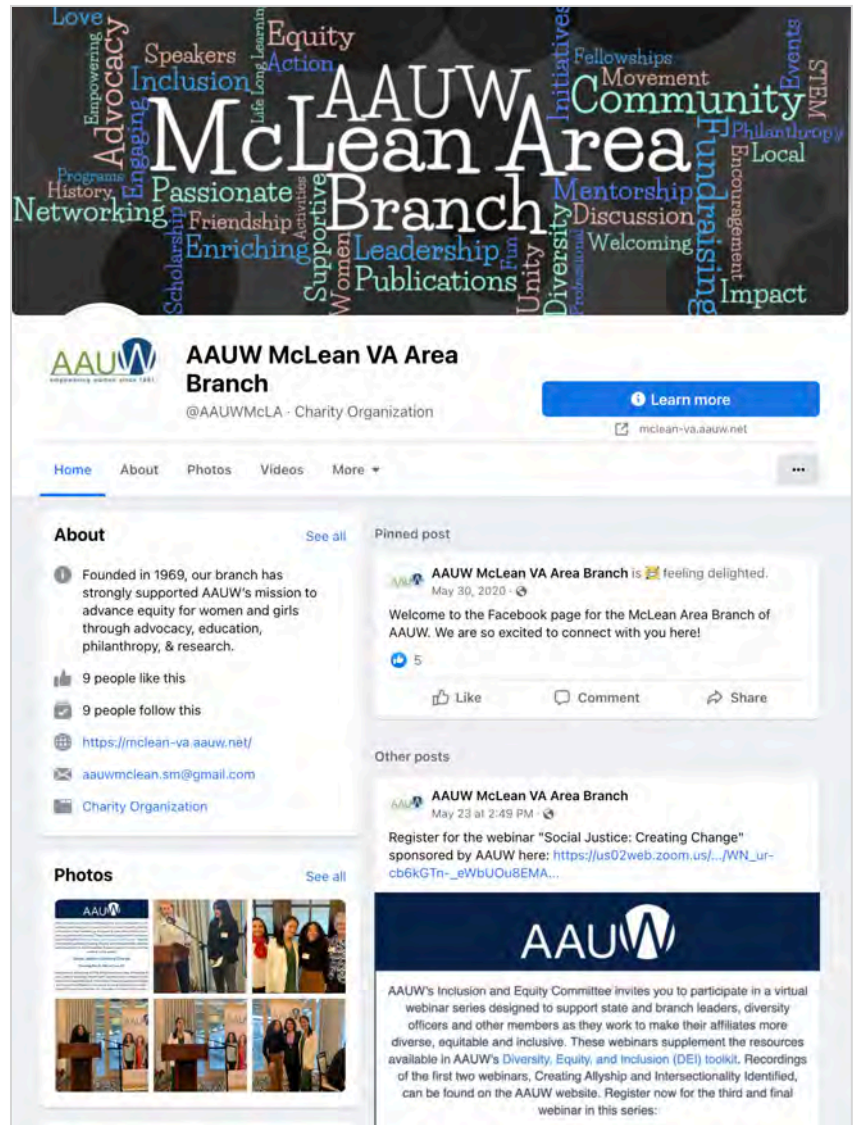 Love
Empowering
Advocacy
Speakers
Inclusion
Equity
Action
Initiatives
Fellowships
Movement
Community
Events
STEM
AAUW
McLean Area
Branch
Engaging
Philanthropy
Local
Programs
History
Passionate
Activities
Supportive
Mentorship
Fundraising
Encouragement
Networking
Friendship
Discussion
Scholarship
Enriching
Women
Leadership
Fun
Unity
Diversity
Professional
Welcoming
Publications
Impact
AAUW
empowering women since 1881
AAUW McLean VA Area
Branch
@AAUWMcLA · Charity Organization
Learn more
mclean-va.aauw.net
Home About Photos Videos More
About See all
Founded in 1969, our branch has
strongly supported AAUW's mission to
advance equity for women and girls
through advocacy, education,
philanthropy, & research.
9 people like this
9 people follow this
https://mclean-va.aauw.net/
aauwmclean.sm@gmail.com
Charity Organization
Photos See all
AAUW
Pinned post
AAUW McLean VA Area Branch is feeling delighted.
May 30, 2020 ·
Welcome to the Facebook page for the McLean Area Branch of
AAUW. We are so excited to connect with you here!
5
Like Comment Share
Other posts
AAUW McLean VA Area Branch
May 23 at 2:49 PM ·
Register for the webinar "Social Justice: Creating Change"
sponsored by AAUW here: https://us02web.zoom.us/.../WN_ur-
cb6kGTn-_eWbUOu8EMA...
AAUW
AAUW's Inclusion and Equity Committee invites you to participate in a virtual
webinar series designed to support state and branch leaders, diversity
officers and other members as they work to make their affiliates more
diverse, equitable and inclusive. These webinars supplement the resources
available in AAUW's Diversity, Equity, and Inclusion (DEI) toolkit. Recordings
of the first two webinars, Creating Allyship and Intersectionality Identified,
can be found on the AAUW website. Register now for the third and final
webinar in this series: